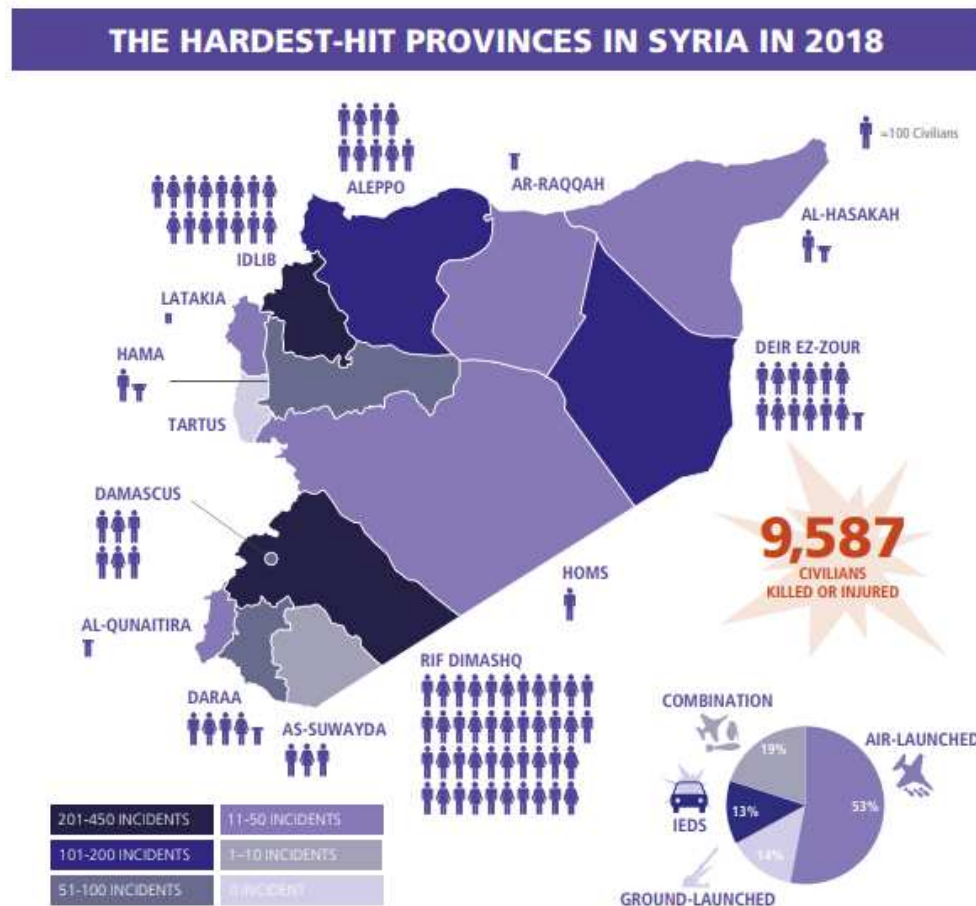 THE HARDEST-HIT PROVINCES IN SYRIA IN 2018
=100 Civilians
ALEPPO
AR-RAQQAH
AL-HASAKAH
IDLIB
LATAKIA
HAMA
DEIR EZ-ZOUR
TARTUS
DAMASCUS
9,587
CIVILIANS
KILLED OR INJURED
HOMS
AL-QUNAITIRA
RIF DIMASHQ
DARAA
AS-SUWAYDA
COMBINATION
19%
AIR-LAUNCHED
53%
IEDS
13%
14%
GROUND-LAUNCHED
201-450 INCIDENTS
11-50 INCIDENTS
101-200 INCIDENTS
1–10 INCIDENTS
51-100 INCIDENTS
0 INCIDENT